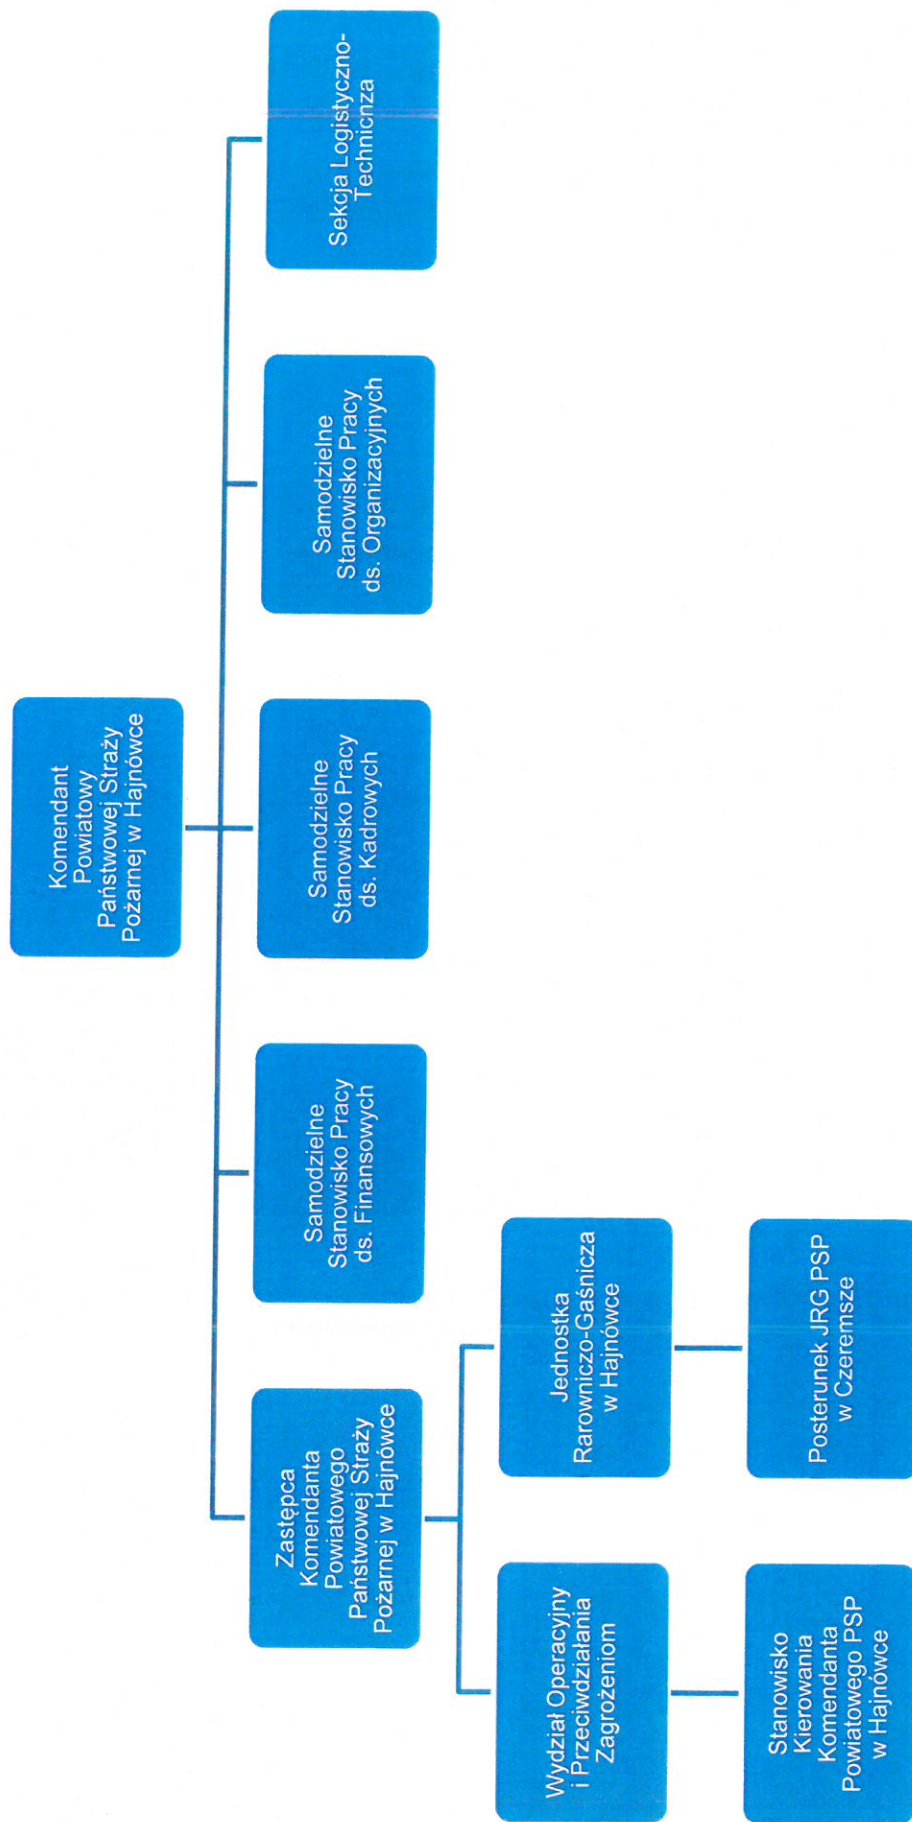 Komendant
Powiatowy
Państwowej Straży
Pożarnej w Hajnówce
Zastępca
Komendanta
Powiatowego
Państwowej Straży
Pożarnej w Hajnówce
Samodzielne
Stanowisko Pracy
ds. Finansowych
Samodzielne
Stanowisko Pracy
ds. Kadrowych
Samodzielne
Stanowisko Pracy
ds. Organizacyjnych
Sekcja Logistyczno-
Technicnza
Wydział Operacyjny
i Przeciwdziałania
Zagrożeniom
Jednostka
Rarowniczo-Gaśnicza
w Hajnówce
Stanowisko
Kierowania
Komendanta
Powiatowego PSP
w Hajnówce
Posterunek JRG PSP
w Czeremsze